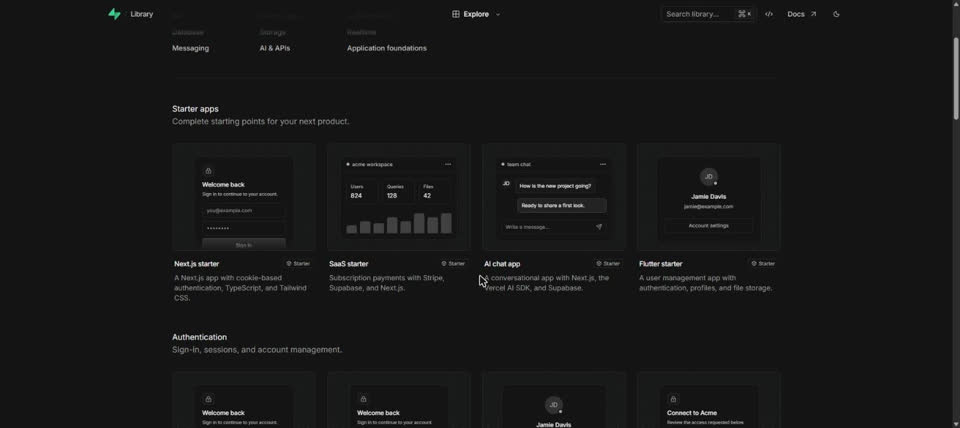 Library
Explore
Search library...
⌘K
</>
Docs
Database
Storage
Realtime
Messaging
AI & APIs
Application foundations
Starter apps
Complete starting points for your next product.
Welcome back
Sign in to continue to your account.
you@example.com
••••••••
Sign in
acme workspace
Users
824
Queries
128
Files
42
team chat
JD
How is the new project going?
Ready to share a first look.
Write a message...
JD
Jamie Davis
jamie@example.com
Account settings
Next.js starter
Starter
A Next.js app with cookie-based
authentication, TypeScript, and Tailwind
CSS.
SaaS starter
Starter
Subscription payments with Stripe,
Supabase, and Next.js.
AI chat app
Starter
A conversational app with Next.js, the
Vercel AI SDK, and Supabase.
Flutter starter
Starter
A user management app with
authentication, profiles, and file storage.
Authentication
Sign-in, sessions, and account management.
Welcome back
Sign in to continue to your account.
Welcome back
Sign in to continue to your account.
JD
Jamie Davis
Connect to Acme
Review the access requested below.